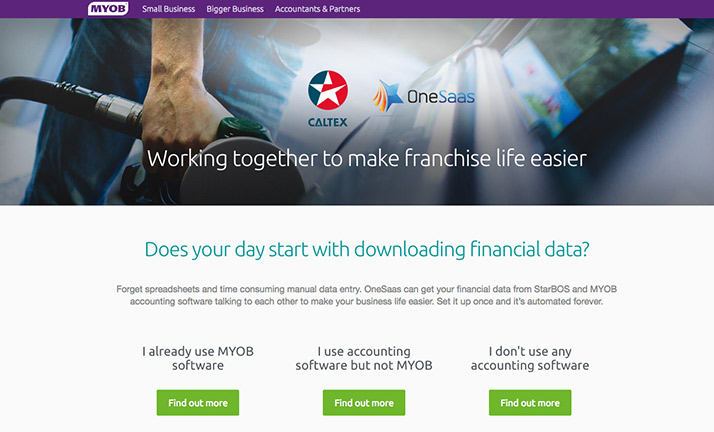 MYOB Small Business Bigger Business Accountants & Partners
CALTEX
OneSaas
Working together to make franchise life easier
Does your day start with downloading financial data?
Forget spreadsheets and time consuming manual data entry. OneSaas can get your financial data from StarBOS and MYOB
accounting software talking to each other to make your business life easier. Set it up once and it's automated forever.
I already use MYOB
software
Find out more
I use accounting
software but not MYOB
Find out more
I don't use any
accounting software
Find out more